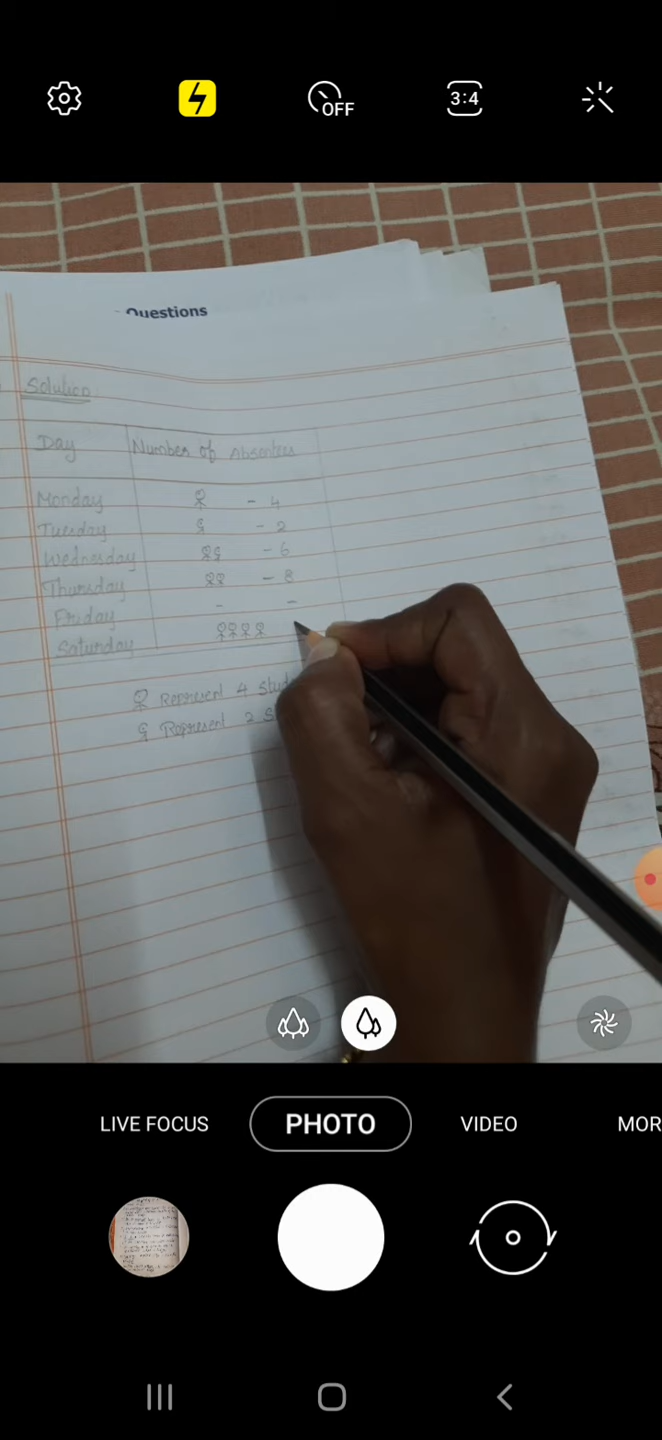 OFF
3:4
Questions
Solution
Day Number of Absentees
Monday - 4
Tuesday - 2
Wednesday - 6
Thursday - 8
Friday - -
Saturday
Represent 4
Represent 2
LIVE FOCUS PHOTO VIDEO MOR